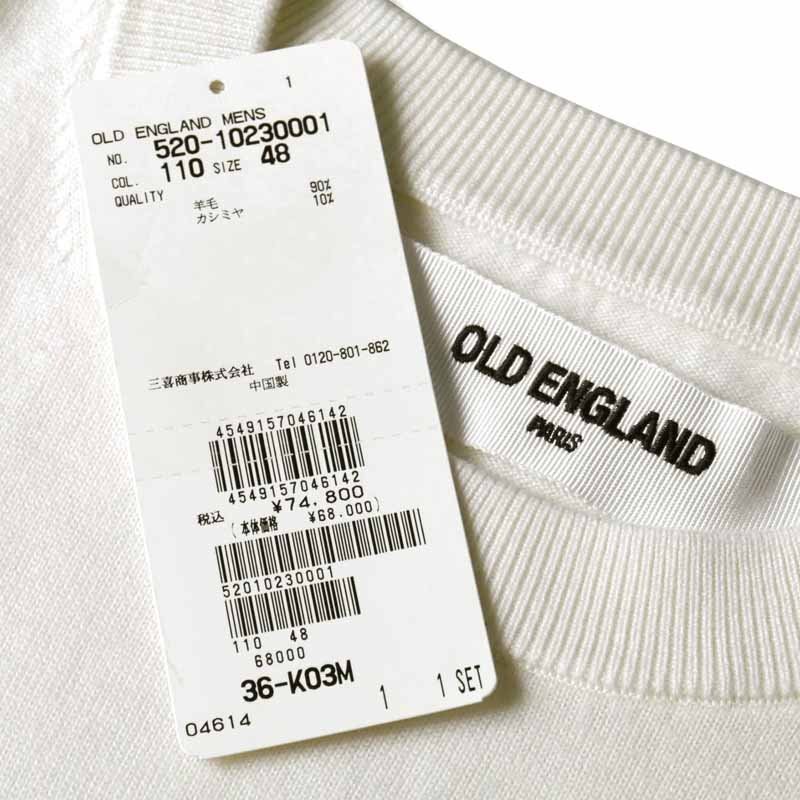 1
OLD ENGLAND MENS
NO. 520-10230001
COL. 110 SIZE 48
QUALITY
羊毛 90%
カシミヤ 10%
三喜商事株式会社 Tel 0120-801-862
中国製
4549157046142
4549157046142
税込 ¥74,800
(本体価格 ¥68,000)
52010230001
110 48
68000
36-K03M
1 1 SET
04614
OLD ENGLAND
PARIS